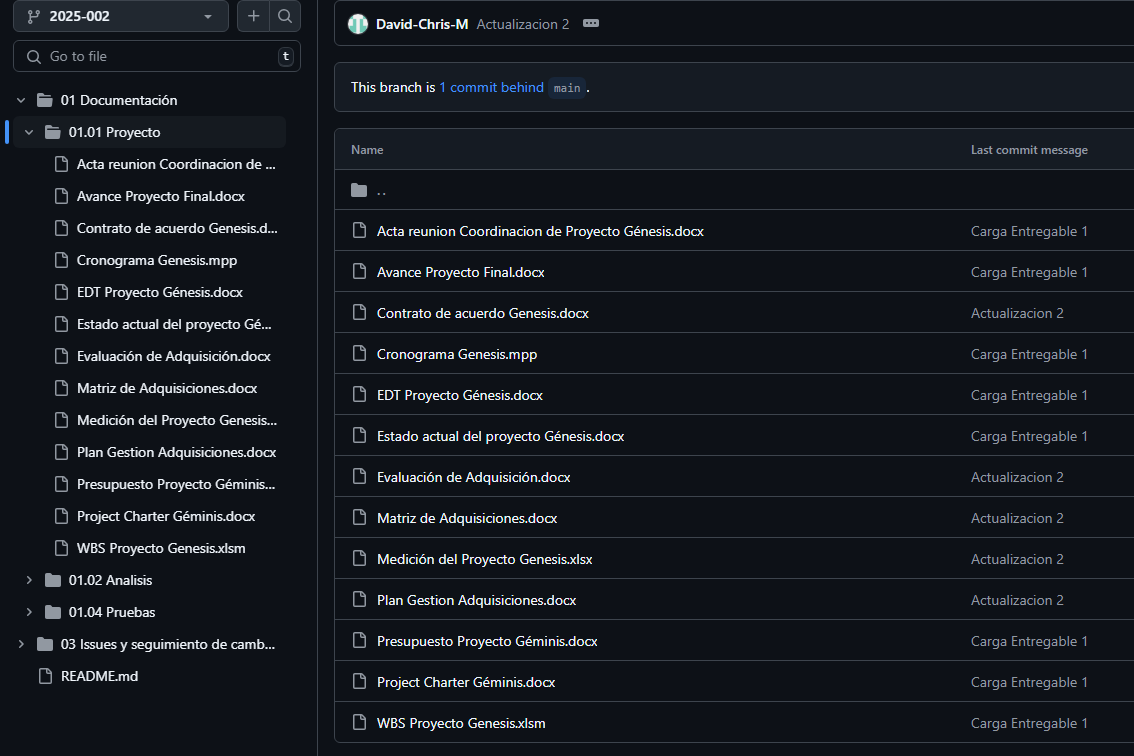 2025-002
Go to file
t
01 Documentación
01.01 Proyecto
Acta reunion Coordinacion de ...
Avance Proyecto Final.docx
Contrato de acuerdo Genesis.d...
Cronograma Genesis.mpp
EDT Proyecto Génesis.docx
Estado actual del proyecto Gé...
Evaluación de Adquisición.docx
Matriz de Adquisiciones.docx
Medición del Proyecto Genesis...
Plan Gestion Adquisiciones.docx
Presupuesto Proyecto Géminis...
Project Charter Géminis.docx
WBS Proyecto Genesis.xlsm
01.02 Analisis
01.04 Pruebas
03 Issues y seguimiento de camb...
README.md
David-Chris-M Actualizacion 2
This branch is 1 commit behind main .
Name Last commit message
..
Acta reunion Coordinacion de Proyecto Génesis.docx Carga Entregable 1
Avance Proyecto Final.docx Carga Entregable 1
Contrato de acuerdo Genesis.docx Actualizacion 2
Cronograma Genesis.mpp Carga Entregable 1
EDT Proyecto Génesis.docx Carga Entregable 1
Estado actual del proyecto Génesis.docx Carga Entregable 1
Evaluación de Adquisición.docx Actualizacion 2
Matriz de Adquisiciones.docx Actualizacion 2
Medición del Proyecto Genesis.xlsx Actualizacion 2
Plan Gestion Adquisiciones.docx Actualizacion 2
Presupuesto Proyecto Géminis.docx Carga Entregable 1
Project Charter Géminis.docx Carga Entregable 1
WBS Proyecto Genesis.xlsm Carga Entregable 1